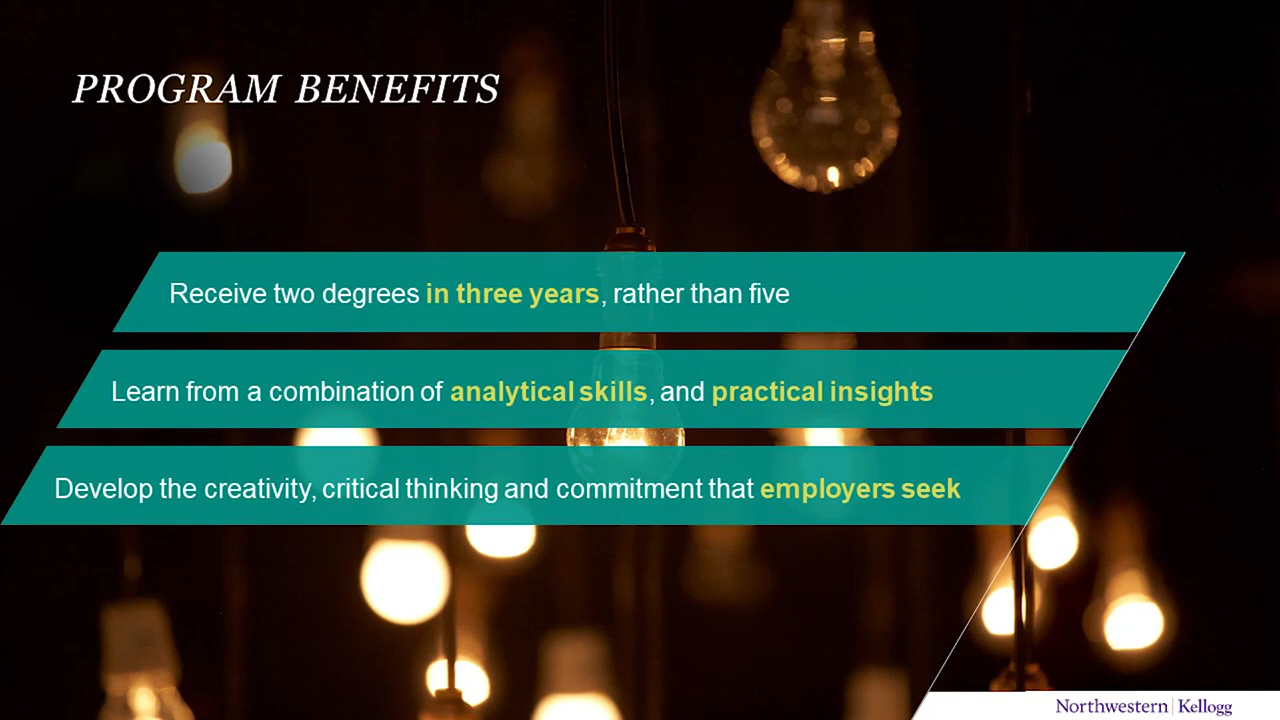 PROGRAM BENEFITS
Receive two degrees in three years, rather than five
Learn from a combination of analytical skills, and practical insights
Develop the creativity, critical thinking and commitment that employers seek
Northwestern | Kellogg